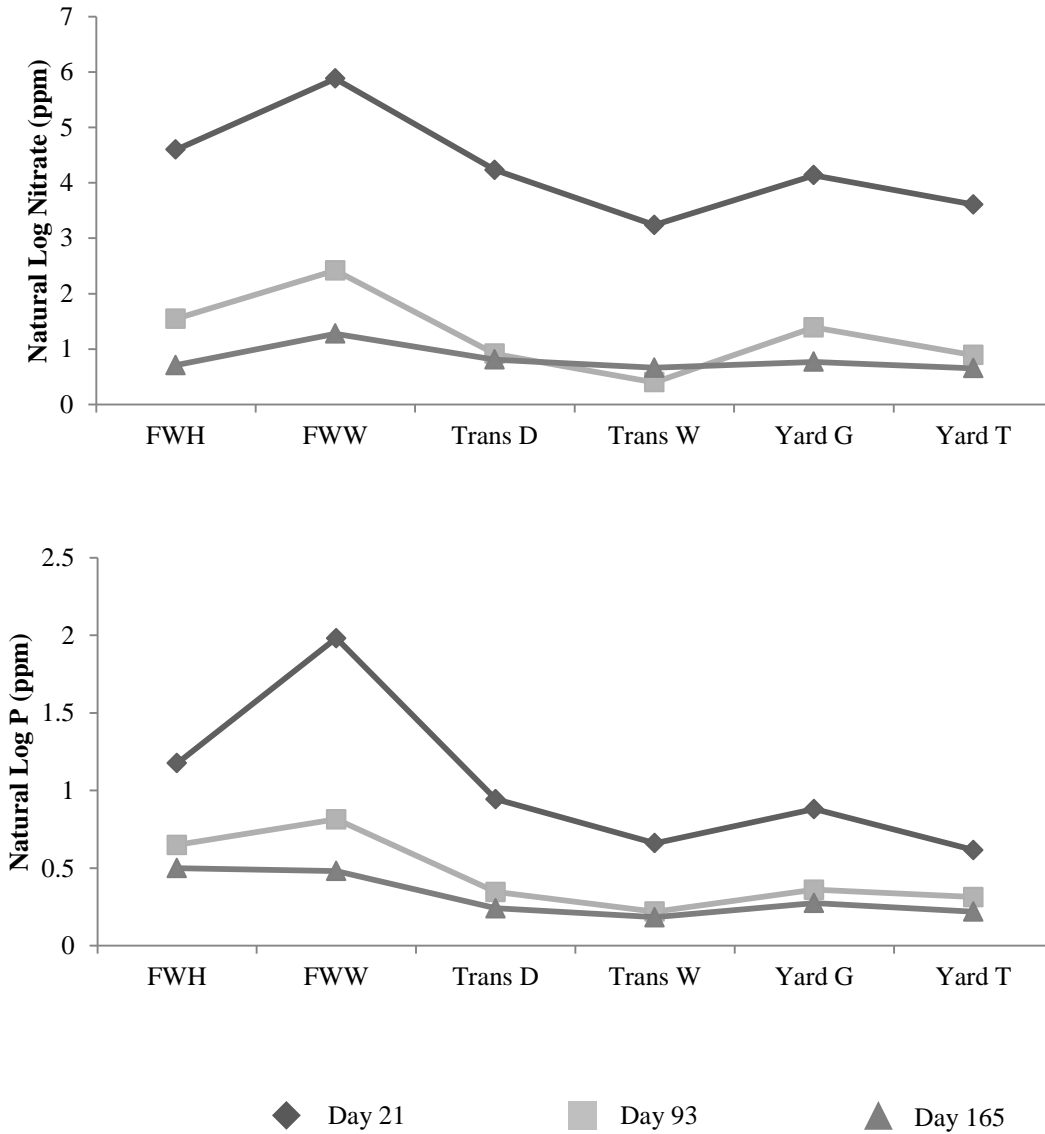 Natural Log Nitrate (ppm)
7
6
5
4
3
2
1
0
FWH FWW Trans D Trans W Yard G Yard T
Natural Log P (ppm)
2.5
2
1.5
1
0.5
0
FWH FWW Trans D Trans W Yard G Yard T
Day 21 Day 93 Day 165